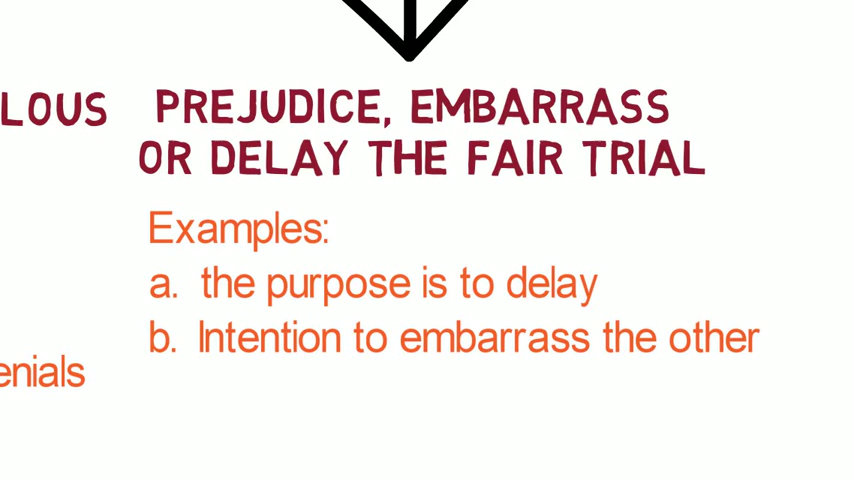 LOUS PREJUDICE, EMBARRASS
OR DELAY THE FAIR TRIAL
Examples:
a. the purpose is to delay
b. Intention to embarrass the other
enials